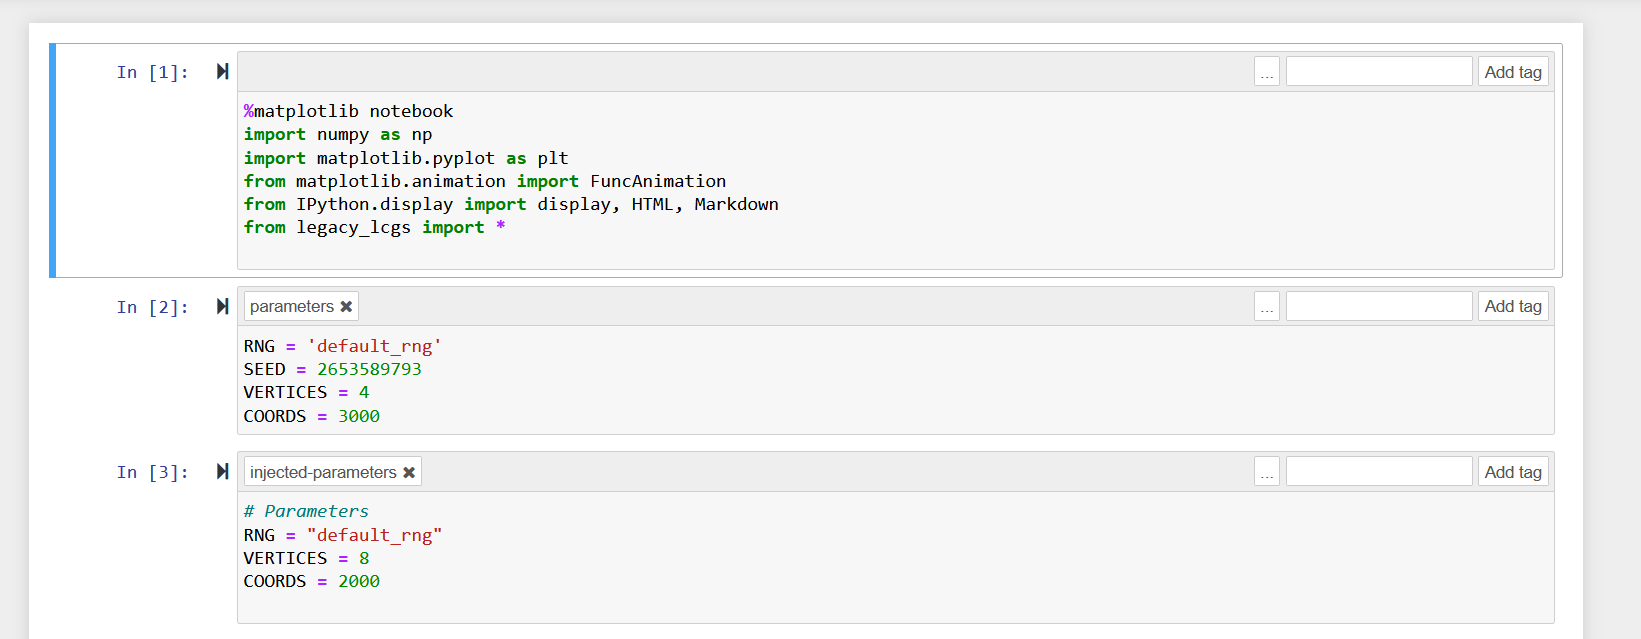 In [1]:
... Add tag
%matplotlib notebook
import numpy as np
import matplotlib.pyplot as plt
from matplotlib.animation import FuncAnimation
from IPython.display import display, HTML, Markdown
from legacy_lcgs import *
In [2]:
parameters ✖ ... Add tag
RNG = 'default_rng'
SEED = 2653589793
VERTICES = 4
COORDS = 3000
In [3]:
injected-parameters ✖ ... Add tag
# Parameters
RNG = "default_rng"
VERTICES = 8
COORDS = 2000